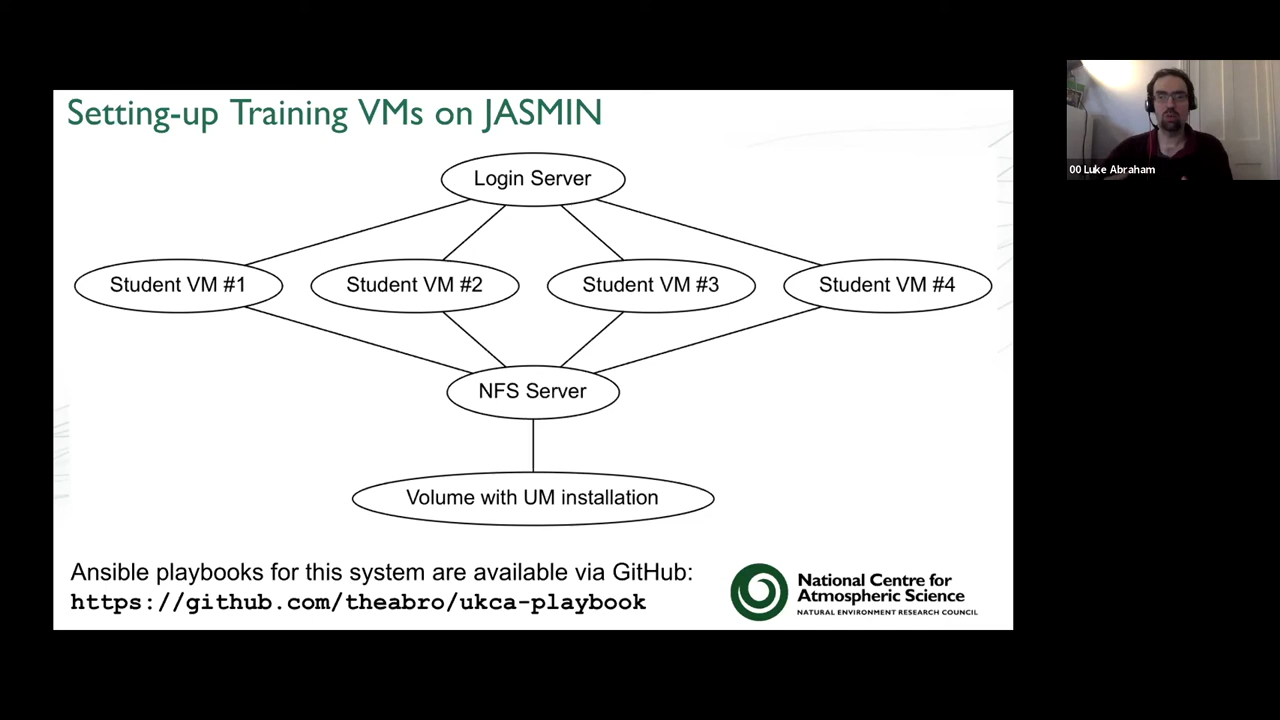 Setting-up Training VMs on JASMIN
Login Server
00 Luke Abraham
Student VM #1
Student VM #2
Student VM #3
Student VM #4
NFS Server
Volume with UM installation
Ansible playbooks for this system are available via GitHub:
https://github.com/theabro/ukca-playbook
National Centre for
Atmospheric Science
NATURAL ENVIRONMENT RESEARCH COUNCIL